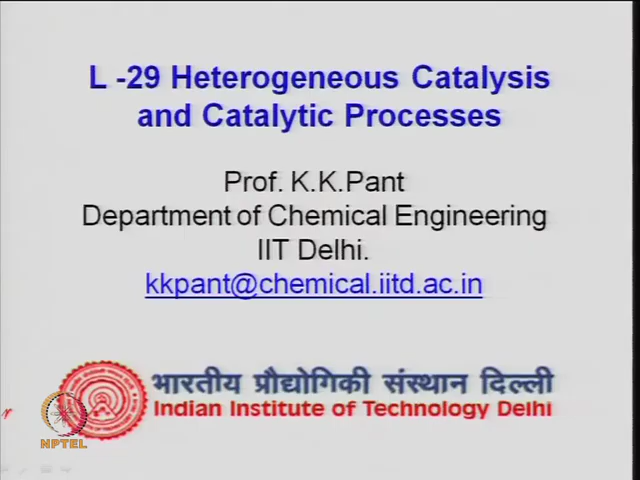 L -29 Heterogeneous Catalysis
and Catalytic Processes
Prof. K.K.Pant
Department of Chemical Engineering
IIT Delhi.
kkpant@chemical.iitd.ac.in
भारतीय प्रौद्योगिकी संस्थान दिल्ली
Indian Institute of Technology Delhi
NPTEL